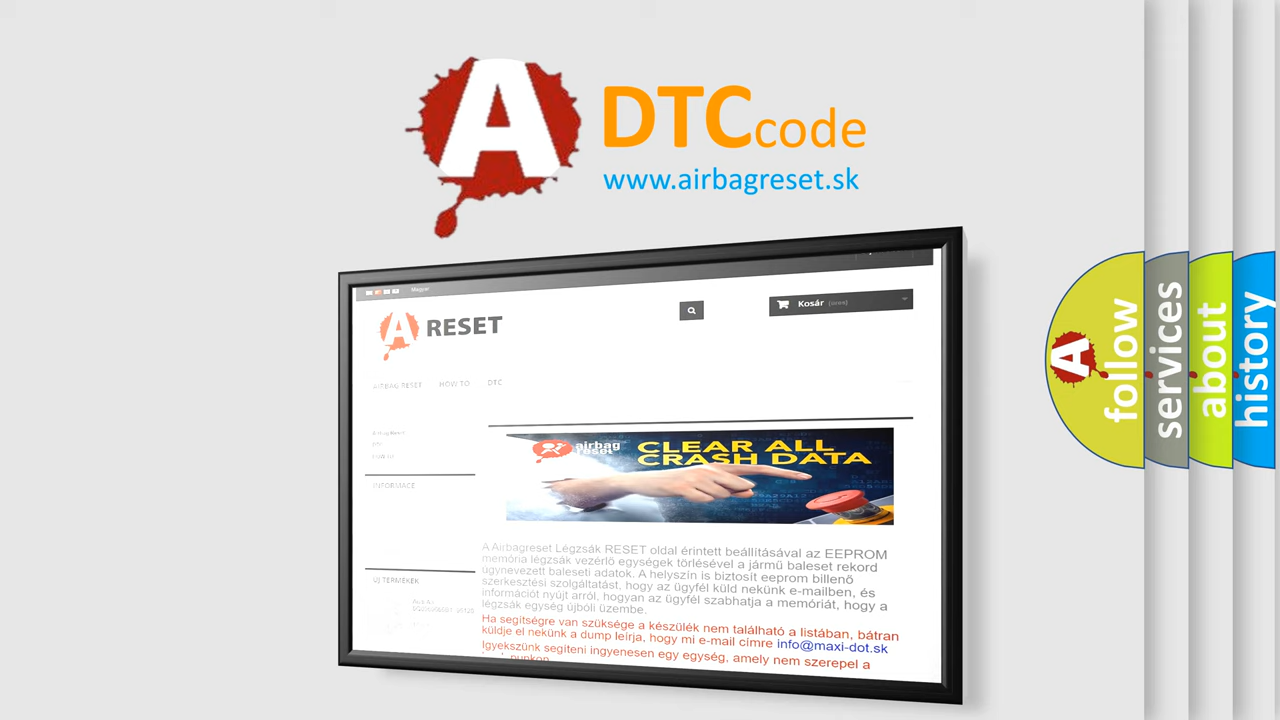 A
DTCcode
www.airbagreset.sk
Magyar
A RESET
Kosár (üres)
AIRBAG RESET HOW TO DTC
INFORMACE
ÚJ TERMÉKEK
airbag
reset
CLEAR ALL
CRASH DATA
A Airbagreset Légzsák RESET oldal érintett beállításával az EEPROM
memória légzsák vezérlő egységek törlésével a jármű baleset rekord
úgynevezett baleseti adatok. A helyszín is biztosít eeprom billenő
szerkesztési szolgáltatást, hogy az ügyfél küld nekünk e-mailben, és
információt nyújt arról, hogyan az ügyfél szabhatja a memóriát, hogy a
légzsák egység újbóli üzembe.
Ha segítségre van szüksége a készülék nem található a listában, bátran
küldje el nekünk a dump leírja, hogy mi e-mail címre info@maxi-dot.sk
Igyekszünk segíteni ingyenesen egy egység, amely nem szerepel a
A
follow
services
about
history